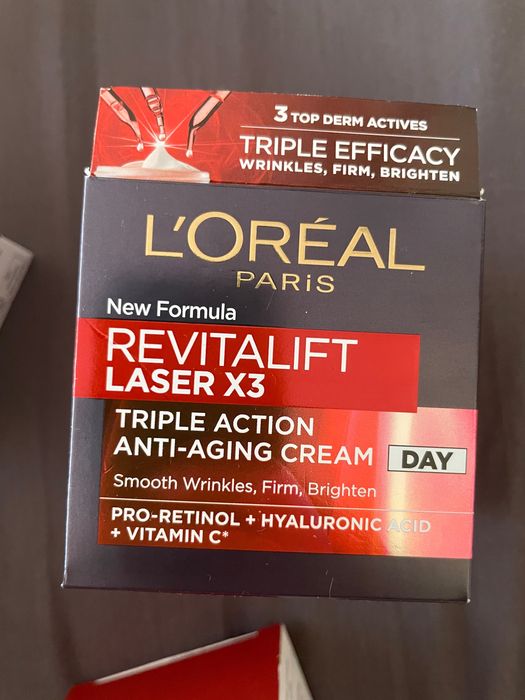 3 TOP DERM ACTIVES
TRIPLE EFFICACY
WRINKLES, FIRM, BRIGHTEN
L'ORÉAL
PARiS
New Formula
REVITALIFT
LASER X3
TRIPLE ACTION
ANTI-AGING CREAM DAY
Smooth Wrinkles, Firm, Brighten
PRO-RETINOL + HYALURONIC ACID
+ VITAMIN C*